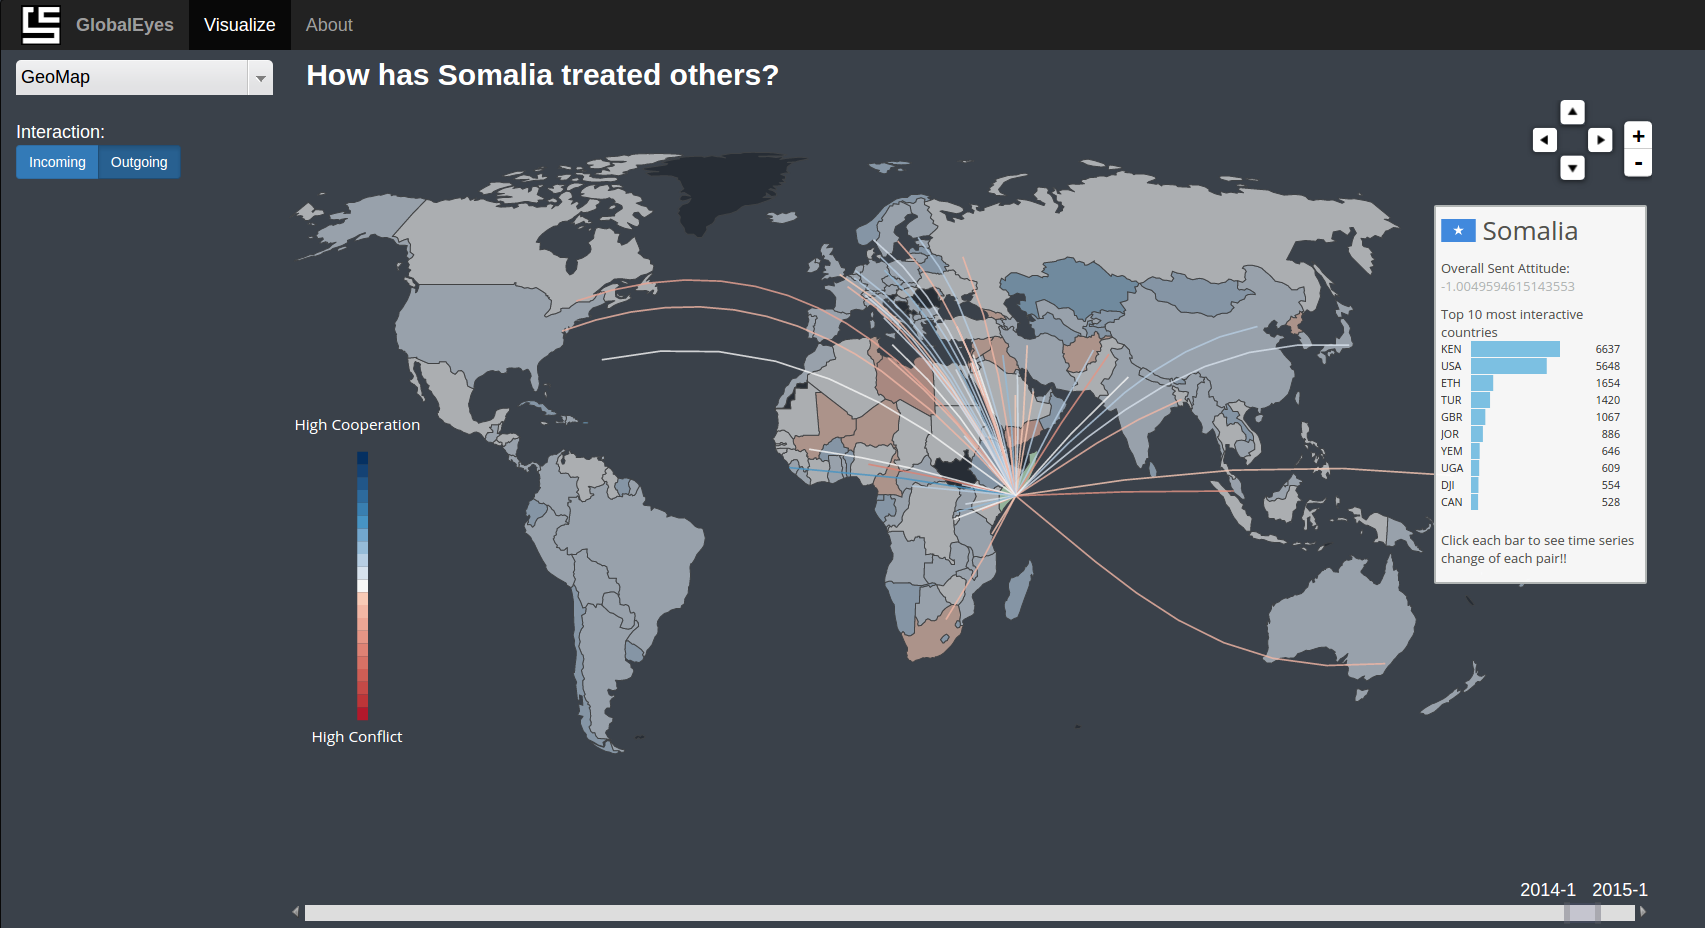 GlobalEyes Visualize About
GeoMap
How has Somalia treated others?
Interaction:
Incoming Outgoing
+
-
Somalia
Overall Sent Attitude:
-1.0049594615143553
Top 10 most interactive
countries
KEN 6637
USA 5648
ETH 1654
TUR 1420
GBR 1067
JOR 886
YEM 646
UGA 609
DJI 554
CAN 528
Click each bar to see time series
change of each pair!!
High Cooperation
High Conflict
2014-1 2015-1